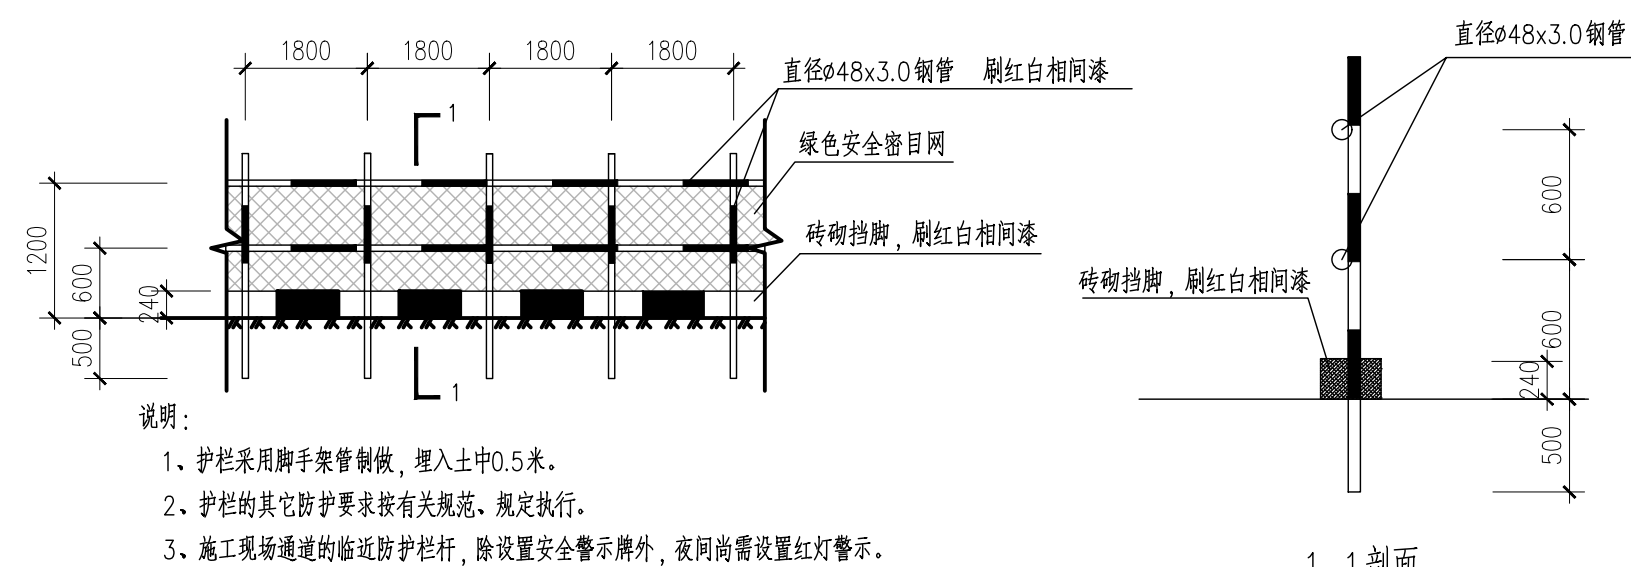 1800 1800 1800 1800
直径ø48x3.0钢管 刷红白相间漆
1
绿色安全密目网
砖砌挡脚，刷红白相间漆
1200
600
240
500
1
说明：
1、护栏采用脚手架管制做，埋入土中0.5米。
2、护栏的其它防护要求按有关规范、规定执行。
3、施工现场通道的临近防护栏杆，除设置安全警示牌外，夜间尚需设置红灯警示。
直径ø48x3.0钢管
600
砖砌挡脚，刷红白相间漆
600
240
500
1 1剖面